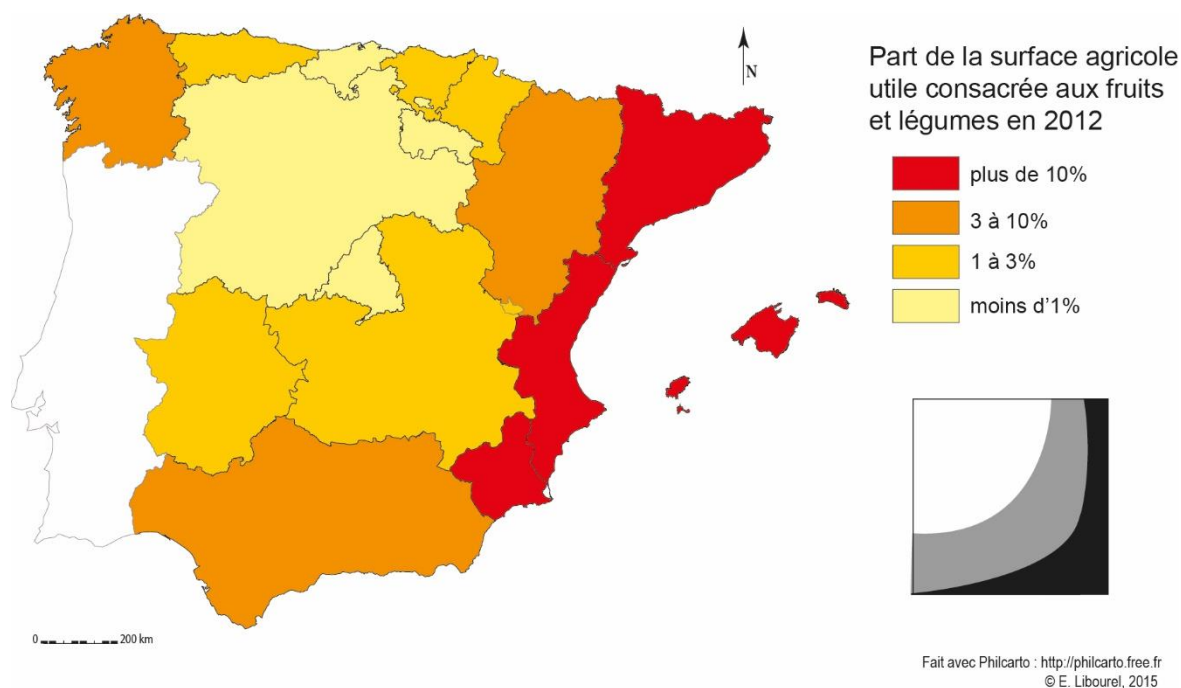 N
Part de la surface agricole
utile consacrée aux fruits
et légumes en 2012
plus de 10%
3 à 10%
1 à 3%
moins d'1%
0 200 km
Fait avec Philcarto : http://philcarto.free.fr
© E. Libourel, 2015